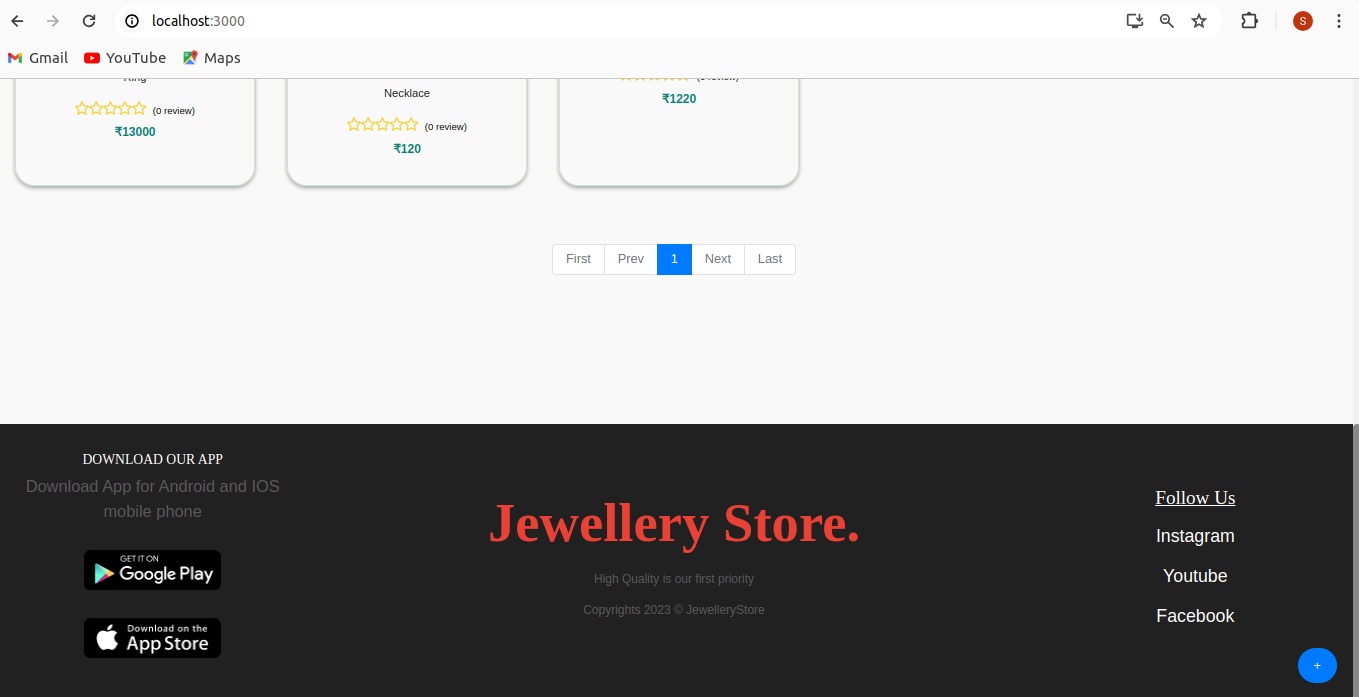 localhost:3000
S
Gmail YouTube Maps
Ring
(0 review)
₹13000
Necklace
(0 review)
₹120
(0 review)
₹1220
First Prev 1 Next Last
DOWNLOAD OUR APP
Download App for Android and IOS
mobile phone
GET IT ON
Google Play
Download on the
App Store
Jewellery Store.
High Quality is our first priority
Copyrights 2023 © JewelleryStore
Follow Us
Instagram
Youtube
Facebook
+